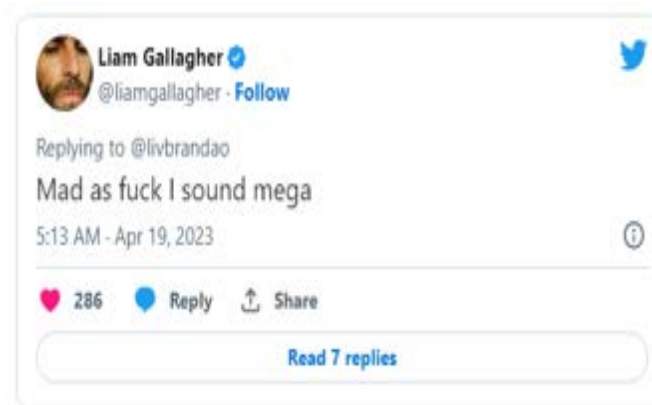 Liam Gallagher
@liamgallagher · Follow
Replying to @livbrandao
Mad as fuck I sound mega
5:13 AM · Apr 19, 2023
286 Reply Share
Read 7 replies